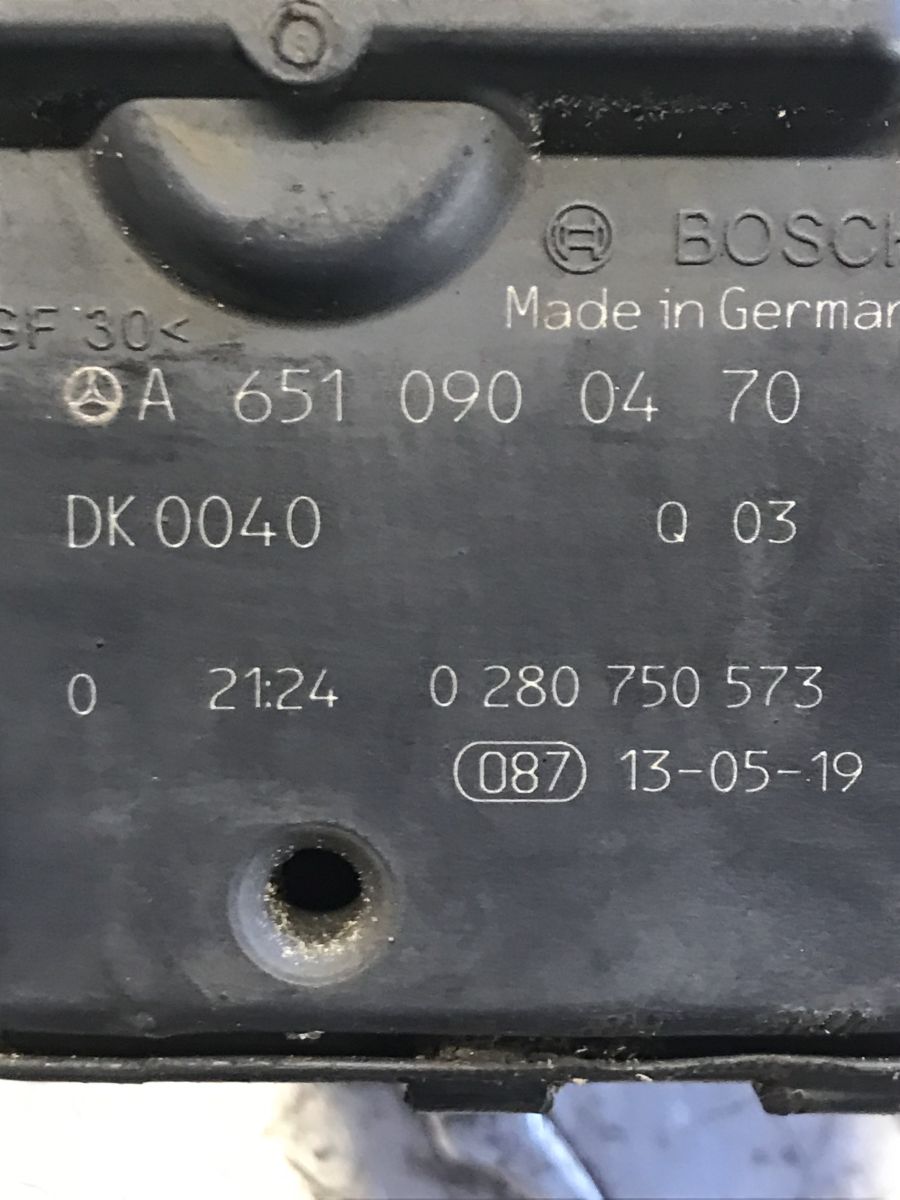 BOSCH
Made in German
GF 30<
A 651 090 04 70
DK 0040 Q 03
0 21:24 0 280 750 573
087 13-05-19